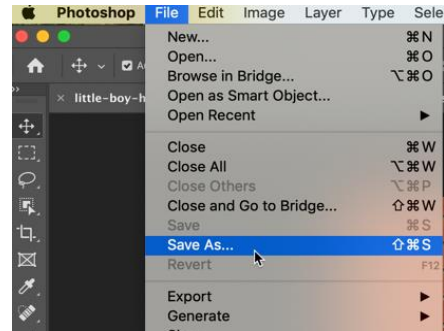 Photoshop File Edit Image Layer Type Sele
New... ⌘N
Open... ⌘O
Browse in Bridge... ⌥⌘O
Open as Smart Object...
Open Recent ▶
× little-boy-h
Close ⌘W
Close All ⌥⌘W
Close Others ⌥⌘P
Close and Go to Bridge... ⇧⌘W
Save ⌘S
Save As... ⇧⌘S
Revert F12
Export ▶
Generate ▶